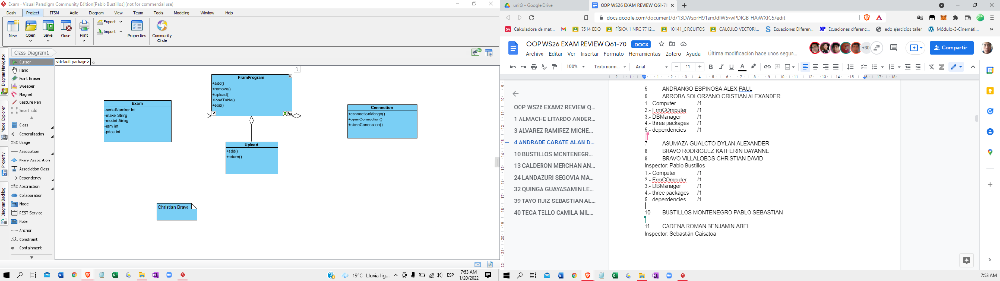 Exam - Visual Paradigm Community Edition[Pablo Bustillos] (not for commercial use)
Dash Project ITSM Agile Diagram View Team Tools Modeling Window Help
New Open Save Close Print Export Import Properties Community Circle
Class Diagram1
<default package>
Diagram Navigator
Model Explorer
Property
Diagram Backlog
Cursor
Hand
Point Eraser
Sweeper
Magnet
Gesture Pen
Smart Edit
Class
Generalization
Usage
Association
N-ary Association
Association Class
Dependency
Abstraction
Collaboration
Model
REST Service
Note
Anchor
Constraint
Containment
FramProgram
+add()
+remove()
+upload()
+loadTable()
+exit()
Exam
-serialNumber Int
-make String
-model String
-ram int
-price int
Connection
+connectionMongo()
+openConecction()
+closeConecction()
Upload
+add()
+return()
Christian Bravo
19°C Lluvia lig... ESP
7:53 AM
1/20/2022
unit3 - Google Drive
OOP WS26 EXAM REVIEW Q61-70
docs.google.com/document/d/13DWsprH91emJdIW5vwPDIGB_HAiWXfG5/edit
Calculadora de mat... 7514 EDO FÍSICA 1 NRC 7712... 10141_CIRCUITOS CALCULO VECTORI... Ecuaciones Diferen... Ecuaciones diferenc... edo ejercicios taller Módulo-3-Cinemáti...
OOP WS26 EXAM REVIEW Q61-70 .DOCX
Archivo Editar Ver Insertar Formato Herramientas Zotero Ayuda Última modificación hace unos segun...
+30
Compartir
100% Texto norm... Arial 11
OOP WS26 EXAM2 REVIEW Q...
1 ALMACHE LITARDO ANDER...
3 ALVAREZ RAMIREZ MICHE...
4 ANDRADE CARATE ALAN D...
10 BUSTILLOS MONTENEGR...
13 CALDERON MERCHAN AN...
24 LANDAZURI SEGOVIA MA...
32 QUINGA GUAYASAMIN LE...
39 TAYO RUIZ SEBASTIAN AL...
40 TECA TELLO CAMILA MIL...
5 ANDRANGO ESPINOSA ALEX PAUL
6 ARROBA SOLORZANO CRISTIAN ALEXANDER
1.- Computer /1
2.- FrmCOmputer /1
3.- DBManager /1
4.- three packages /1
5.- dependencies /1
7 ASUMAZA GUALOTO DYLAN ALEXANDER
8 BRAVO RODRIGUEZ KATHERIN DAYANNE
9 BRAVO VILLALOBOS CHRISTIAN DAVID
Inspector: Pablo Bustillos
1.- Computer /1
2.- FrmCOmputer /1
3.- DBManager /1
4.- three packages /1
5.- dependencies /1
10 BUSTILLOS MONTENEGRO PABLO SEBASTIAN
11 CADENA ROMAN BENJAMIN ABEL
Inspector: Sebastián Caisatoa
7:53 AM